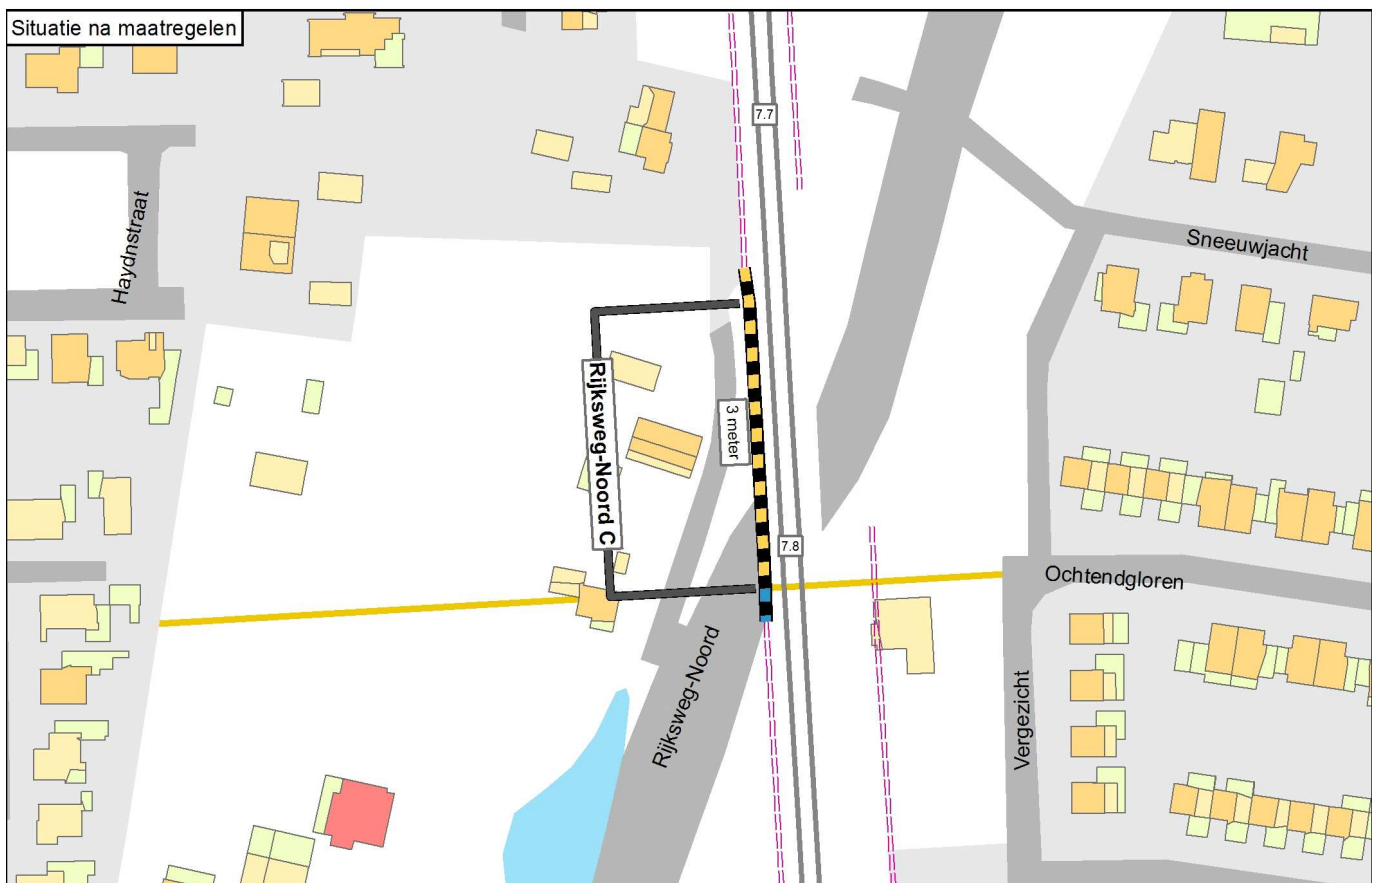 Situatie na maatregelen
7.7
Haydnstraat
Sneeuwjacht
Rijksweg-Noord C
3 meter
7.8
Ochtendgloren
Rijksweg-Noord
Vergezicht